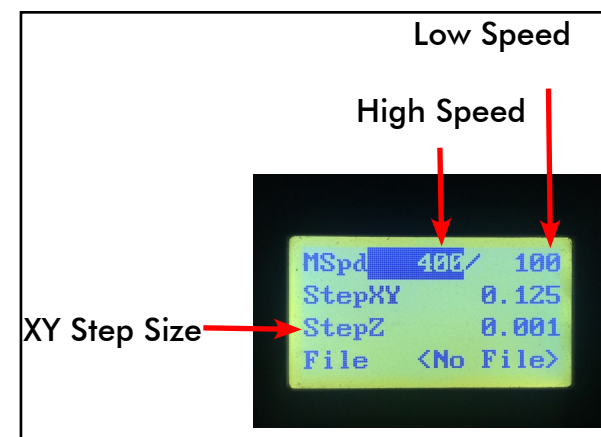 Low Speed
High Speed
MSpd 400/ 100
StepXY 0.125
XY Step Size
StepZ 0.001
File <No File>